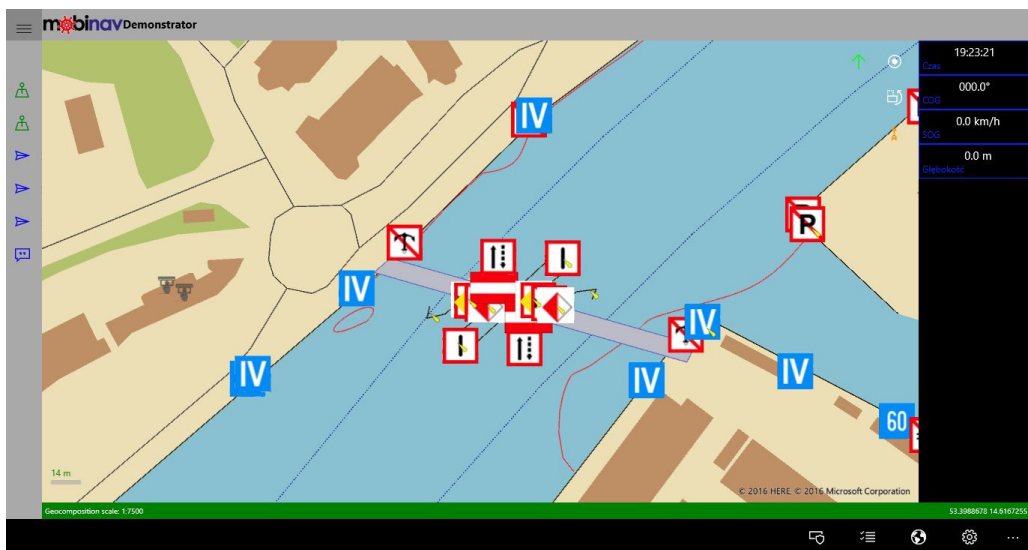 mobinav Demonstrator
19:23:21
Czas
000.0°
COG
0.0 km/h
SOG
0.0 m
Głębokość
IV
P
IV
IV
IV
IV
IV
60
14 m
© 2016 HERE, © 2016 Microsoft Corporation
Geocomposition scale: 1:7500
53.3988678 14.6167255